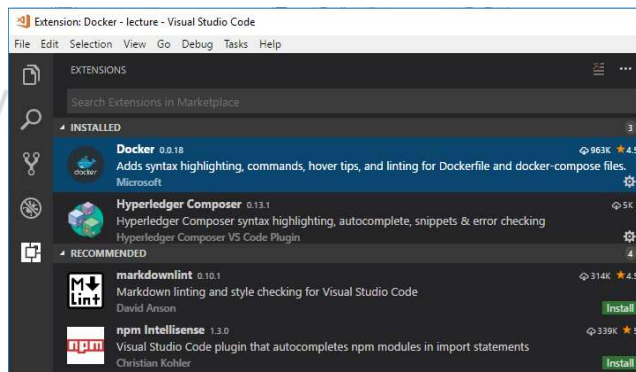 Extension: Docker - lecture - Visual Studio Code
File Edit Selection View Go Debug Tasks Help
EXTENSIONS
Search Extensions in Marketplace
INSTALLED 3
Docker 0.0.18 963K 4.5
Adds syntax highlighting, commands, hover tips, and linting for Dockerfile and docker-compose files.
Microsoft
docker
Hyperledger Composer 0.13.1 5K
Hyperledger Composer syntax highlighting, autocomplete, snippets & error checking
Hyperledger Composer VS Code Plugin
RECOMMENDED 4
markdownlint 0.10.1 314K 4.5
Markdown linting and style checking for Visual Studio Code
David Anson Install
M
Lint
npm Intellisense 1.3.0 339K 5
Visual Studio Code plugin that autocompletes npm modules in import statements
Christian Kohler Install
npm